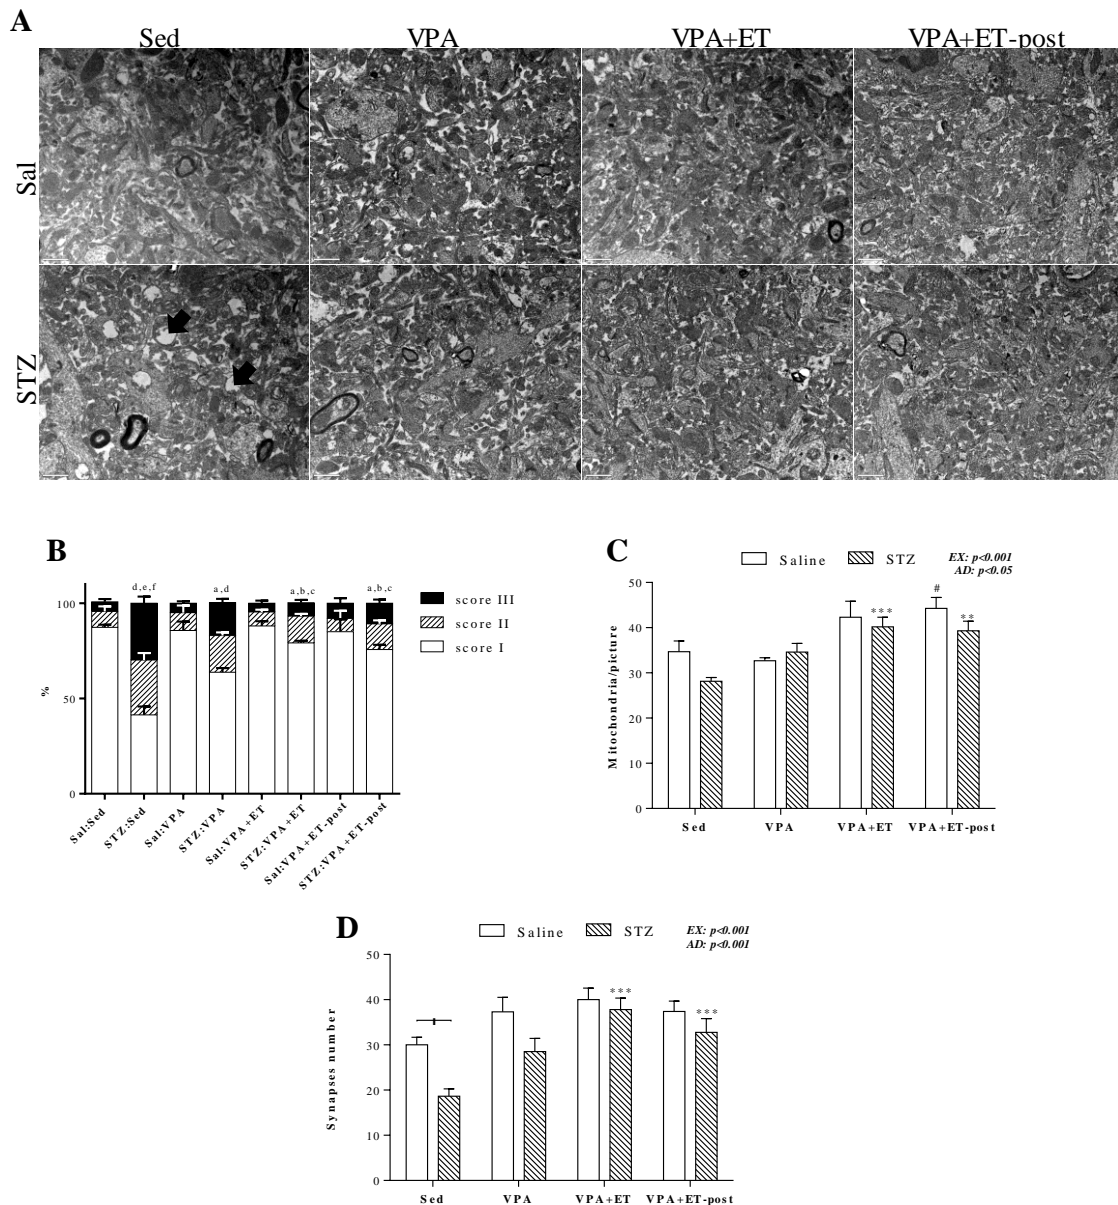 A
Sed VPA VPA+ET VPA+ET-post
Sal
STZ
B
d,e,f a,d a,b,c a,b,c
100
50
0
%
score III
score II
score I
Sal:Sed
STZ:Sed
Sal:VPA
STZ:VPA
Sal:VPA+ET
STZ:VPA+ET
Sal:VPA+ET-post
STZ:VPA+ET-post
C
Saline STZ
EX: p<0.001
AD: p<0.05
50
40
30
20
10
0
Mitochondria/picture
***
#
**
Sed VPA VPA+ET VPA+ET-post
D
Saline STZ
EX: p<0.001
AD: p<0.001
50
40
30
20
10
0
Synapses number
***
***
Sed VPA VPA+ET VPA+ET-post